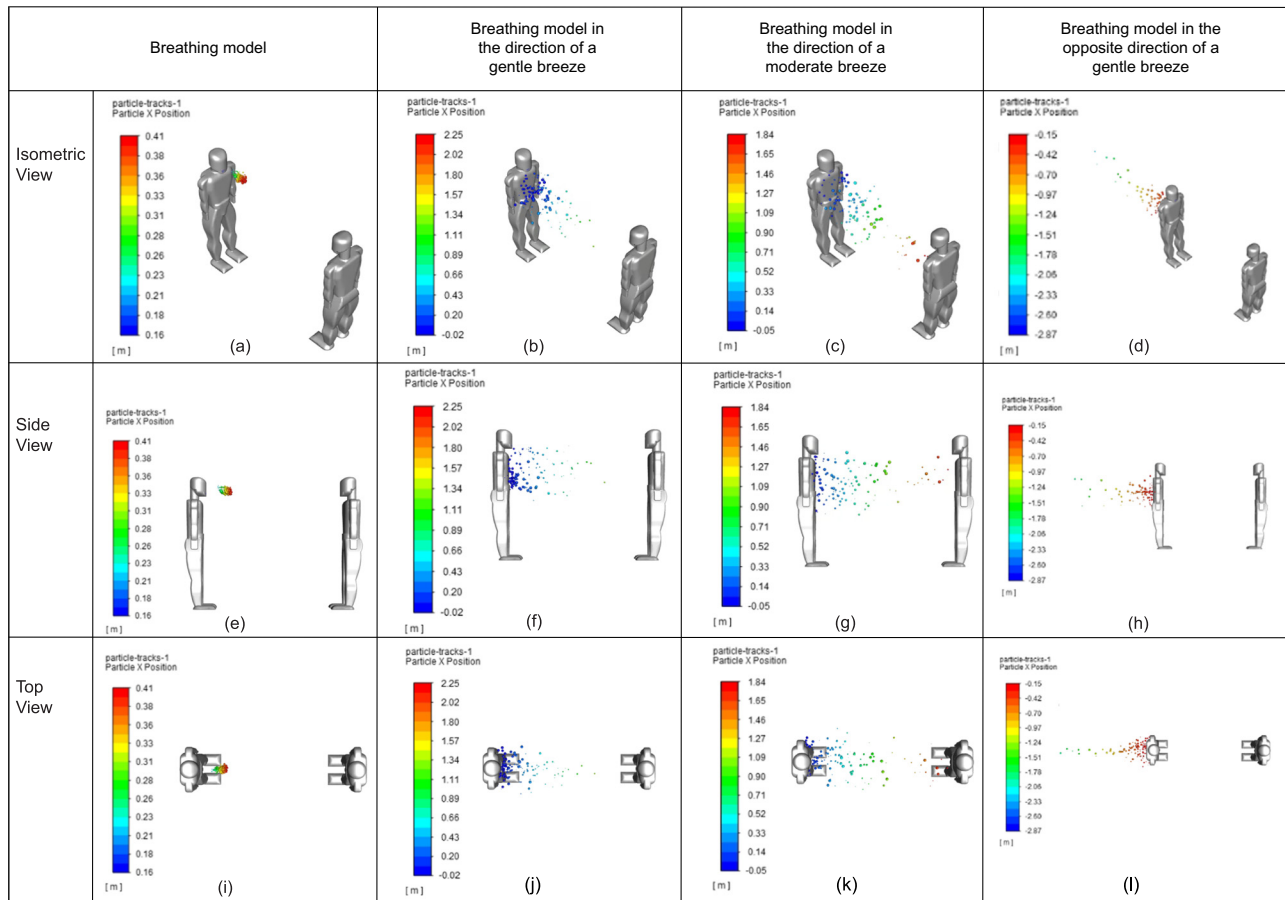 Breathing model
Breathing model in
the direction of a
gentle breeze
Breathing model in
the direction of a
moderate breeze
Breathing model in the
opposite direction of a
gentle breeze
Isometric
View
particle-tracks-1
Particle X Position
0.41
0.38
0.36
0.33
0.31
0.28
0.26
0.23
0.21
0.18
0.16
[ m ]
(a)
particle-tracks-1
Particle X Position
2.25
2.02
1.80
1.57
1.34
1.11
0.89
0.66
0.43
0.20
-0.02
[ m ]
(b)
particle-tracks-1
Particle X Position
1.84
1.65
1.46
1.28
1.09
0.90
0.71
0.52
0.33
0.14
-0.05
[ m ]
(c)
particle-tracks-1
Particle X Position
-0.15
-0.42
-0.70
-0.97
-1.24
-1.51
-1.78
-2.05
-2.33
-2.60
-2.87
[ m ]
(d)
Side
View
particle-tracks-1
Particle X Position
0.41
0.38
0.36
0.33
0.31
0.28
0.26
0.23
0.21
0.18
0.16
[ m ]
(e)
particle-tracks-1
Particle X Position
2.25
2.02
1.80
1.57
1.34
1.11
0.89
0.66
0.43
0.20
-0.02
[ m ]
(f)
particle-tracks-1
Particle X Position
1.84
1.65
1.46
1.28
1.09
0.90
0.71
0.52
0.33
0.14
-0.05
[ m ]
(g)
particle-tracks-1
Particle X Position
-0.15
-0.42
-0.70
-0.97
-1.24
-1.51
-1.78
-2.05
-2.33
-2.60
-2.87
[ m ]
(h)
Top
View
particle-tracks-1
Particle X Position
0.41
0.38
0.36
0.33
0.31
0.28
0.26
0.23
0.21
0.18
0.16
[ m ]
(i)
particle-tracks-1
Particle X Position
2.25
2.02
1.80
1.57
1.34
1.11
0.89
0.66
0.43
0.20
-0.02
[ m ]
(j)
particle-tracks-1
Particle X Position
1.84
1.65
1.46
1.28
1.09
0.90
0.71
0.52
0.33
0.14
-0.05
[ m ]
(k)
particle-tracks-1
Particle X Position
-0.15
-0.42
-0.70
-0.97
-1.24
-1.51
-1.78
-2.05
-2.33
-2.60
-2.87
[ m ]
(l)